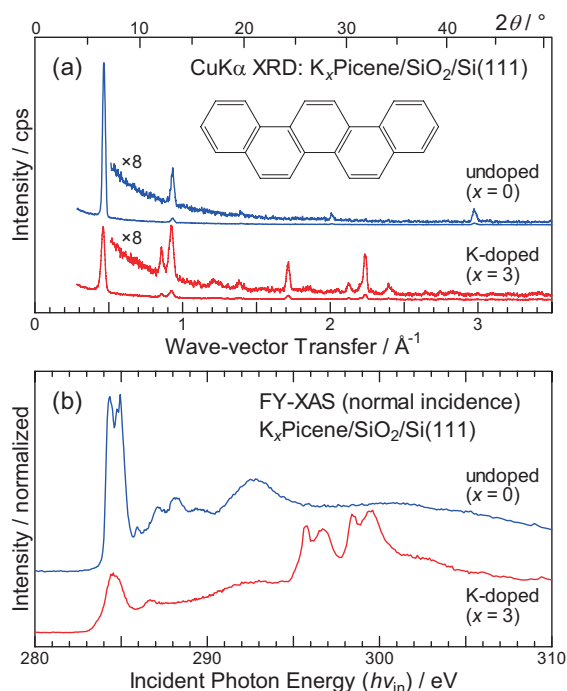 0 10 20 30 40 2θ / °
(a) CuKα XRD: KxPicene/SiO2/Si(111)
Intensity / cps
×8
undoped
(x = 0)
×8
K-doped
(x = 3)
0 1 2 3
Wave-vector Transfer / Å-1
(b) FY-XAS (normal incidence)
KxPicene/SiO2/Si(111)
Intensity / normalized
undoped
(x = 0)
K-doped
(x = 3)
280 290 300 310
Incident Photon Energy (hνin) / eV